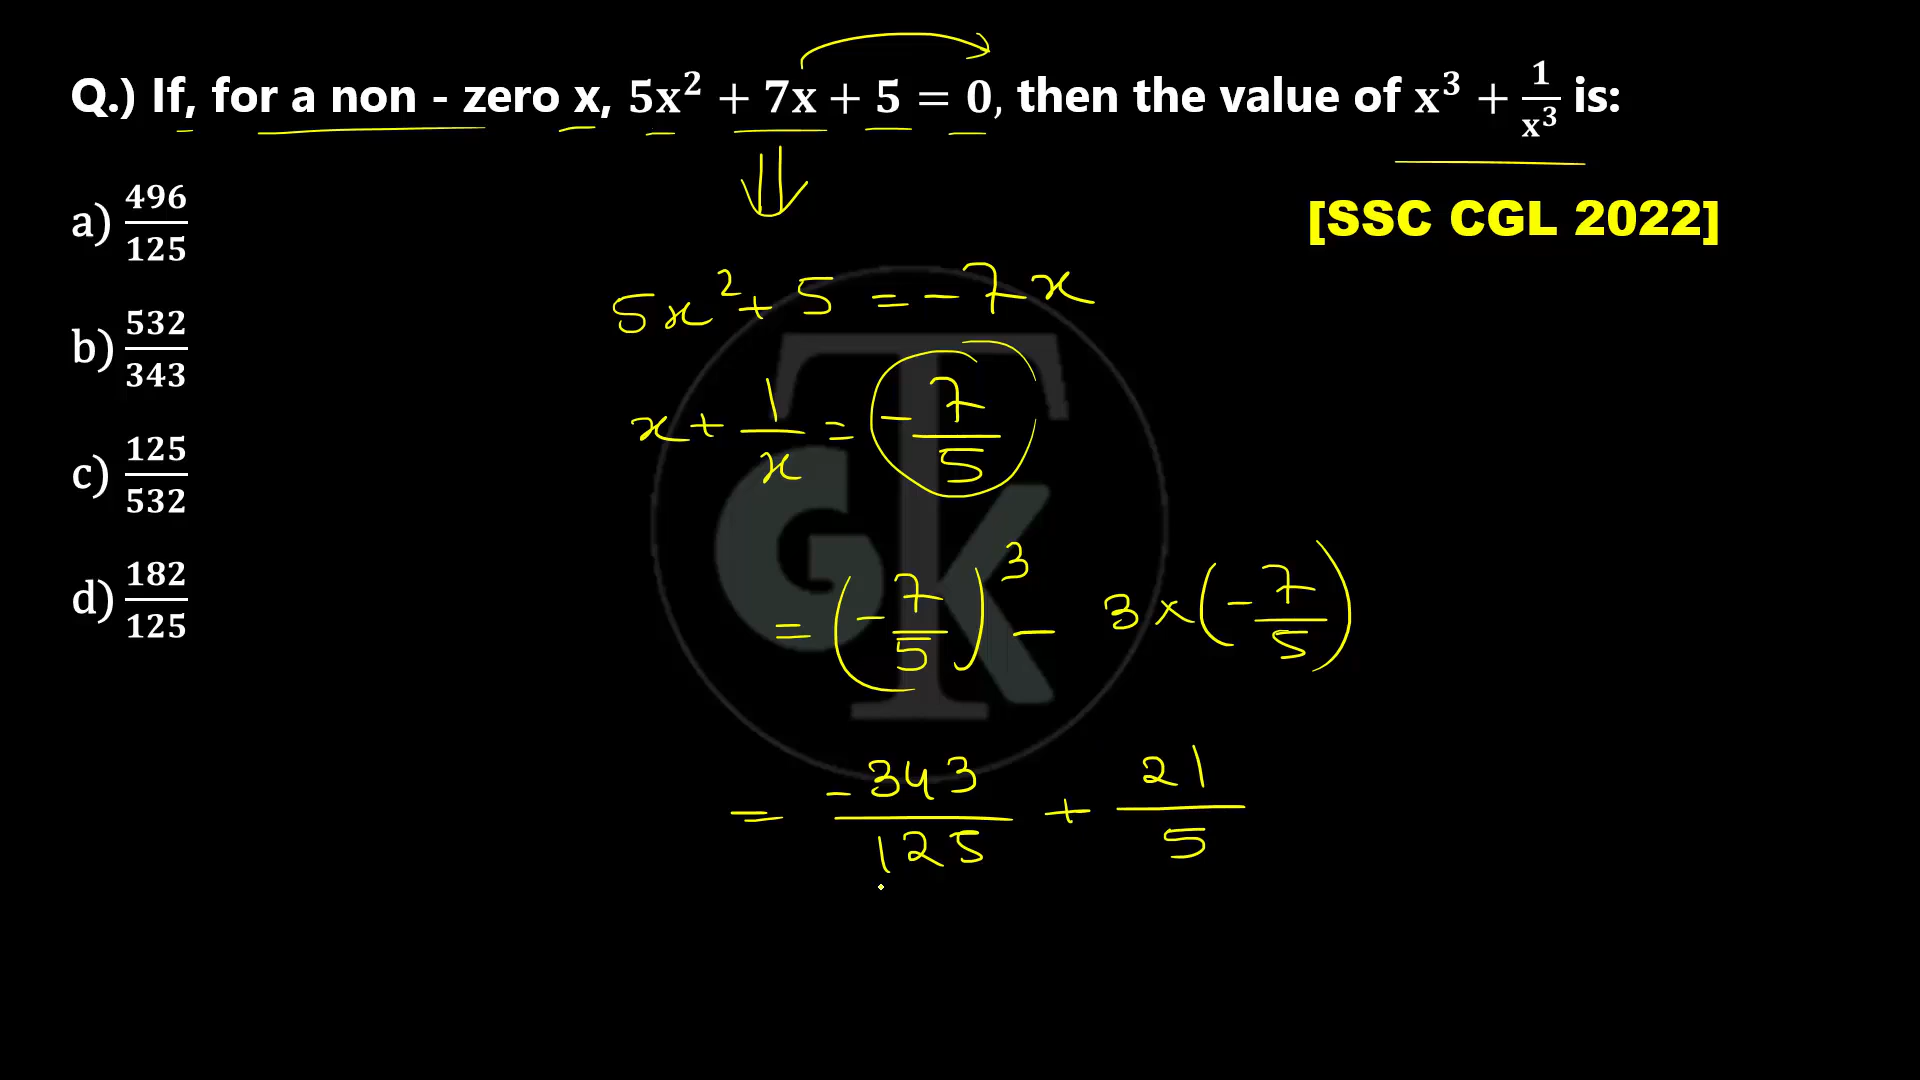 Q.) If, for a non - zero x, 5x² + 7x + 5 = 0, then the value of x³ + 1/x³ is:
[SSC CGL 2022]
a) 496/125
b) 532/343
c) 125/532
d) 182/125
5x² + 5 = -7x
x + 1/x = -7/5
= (-7/5)³ - 3 × (-7/5)
= -343/125 + 21/5
GTK